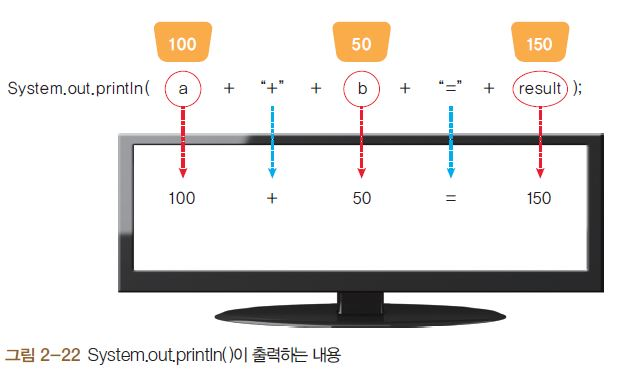 100 50 150
System.out.println( a + “+” + b + “=” + result );
100 + 50 = 150
그림 2-22 System.out.println()이 출력하는 내용